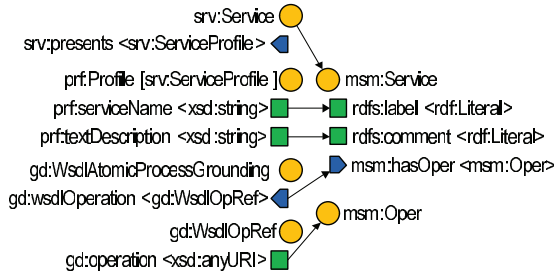 srv:Service
srv:presents <srv:ServiceProfile>
prf:Profile [srv:ServiceProfile ]
msm:Service
prf:serviceName <xsd:string>
rdfs:label <rdf:Literal>
prf:textDescription <xsd:string>
rdfs:comment <rdf:Literal>
gd:WsdlAtomicProcessGrounding
msm:hasOper <msm:Oper>
gd:wsdlOperation <gd:WsdlOpRef>
msm:Oper
gd:WsdlOpRef
gd:operation <xsd:anyURI>